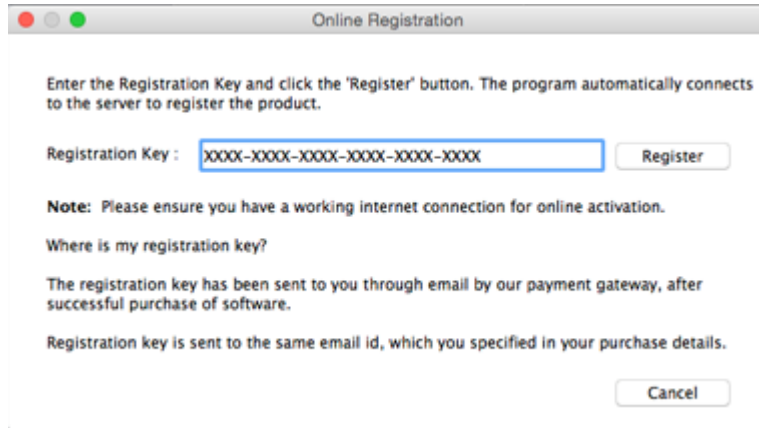 Online Registration
Enter the Registration Key and click the 'Register' button. The program automatically connects
to the server to register the product.
Registration Key : XXXX-XXXX-XXXX-XXXX-XXXX-XXXX Register
Note: Please ensure you have a working internet connection for online activation.
Where is my registration key?
The registration key has been sent to you through email by our payment gateway, after
successful purchase of software.
Registration key is sent to the same email id, which you specified in your purchase details.
Cancel